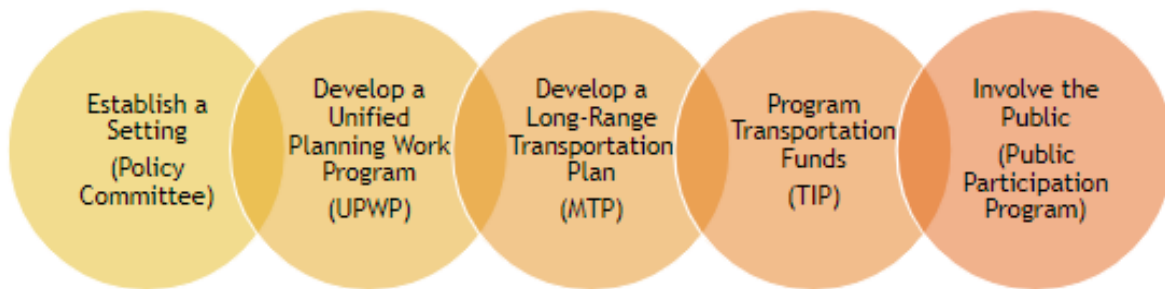 Establish a
Setting
(Policy
Committee)
Develop a
Unified
Planning Work
Program
(UPWP)
Develop a
Long-Range
Transportation
Plan
(MTP)
Program
Transportation
Funds
(TIP)
Involve the
Public
(Public
Participation
Program)